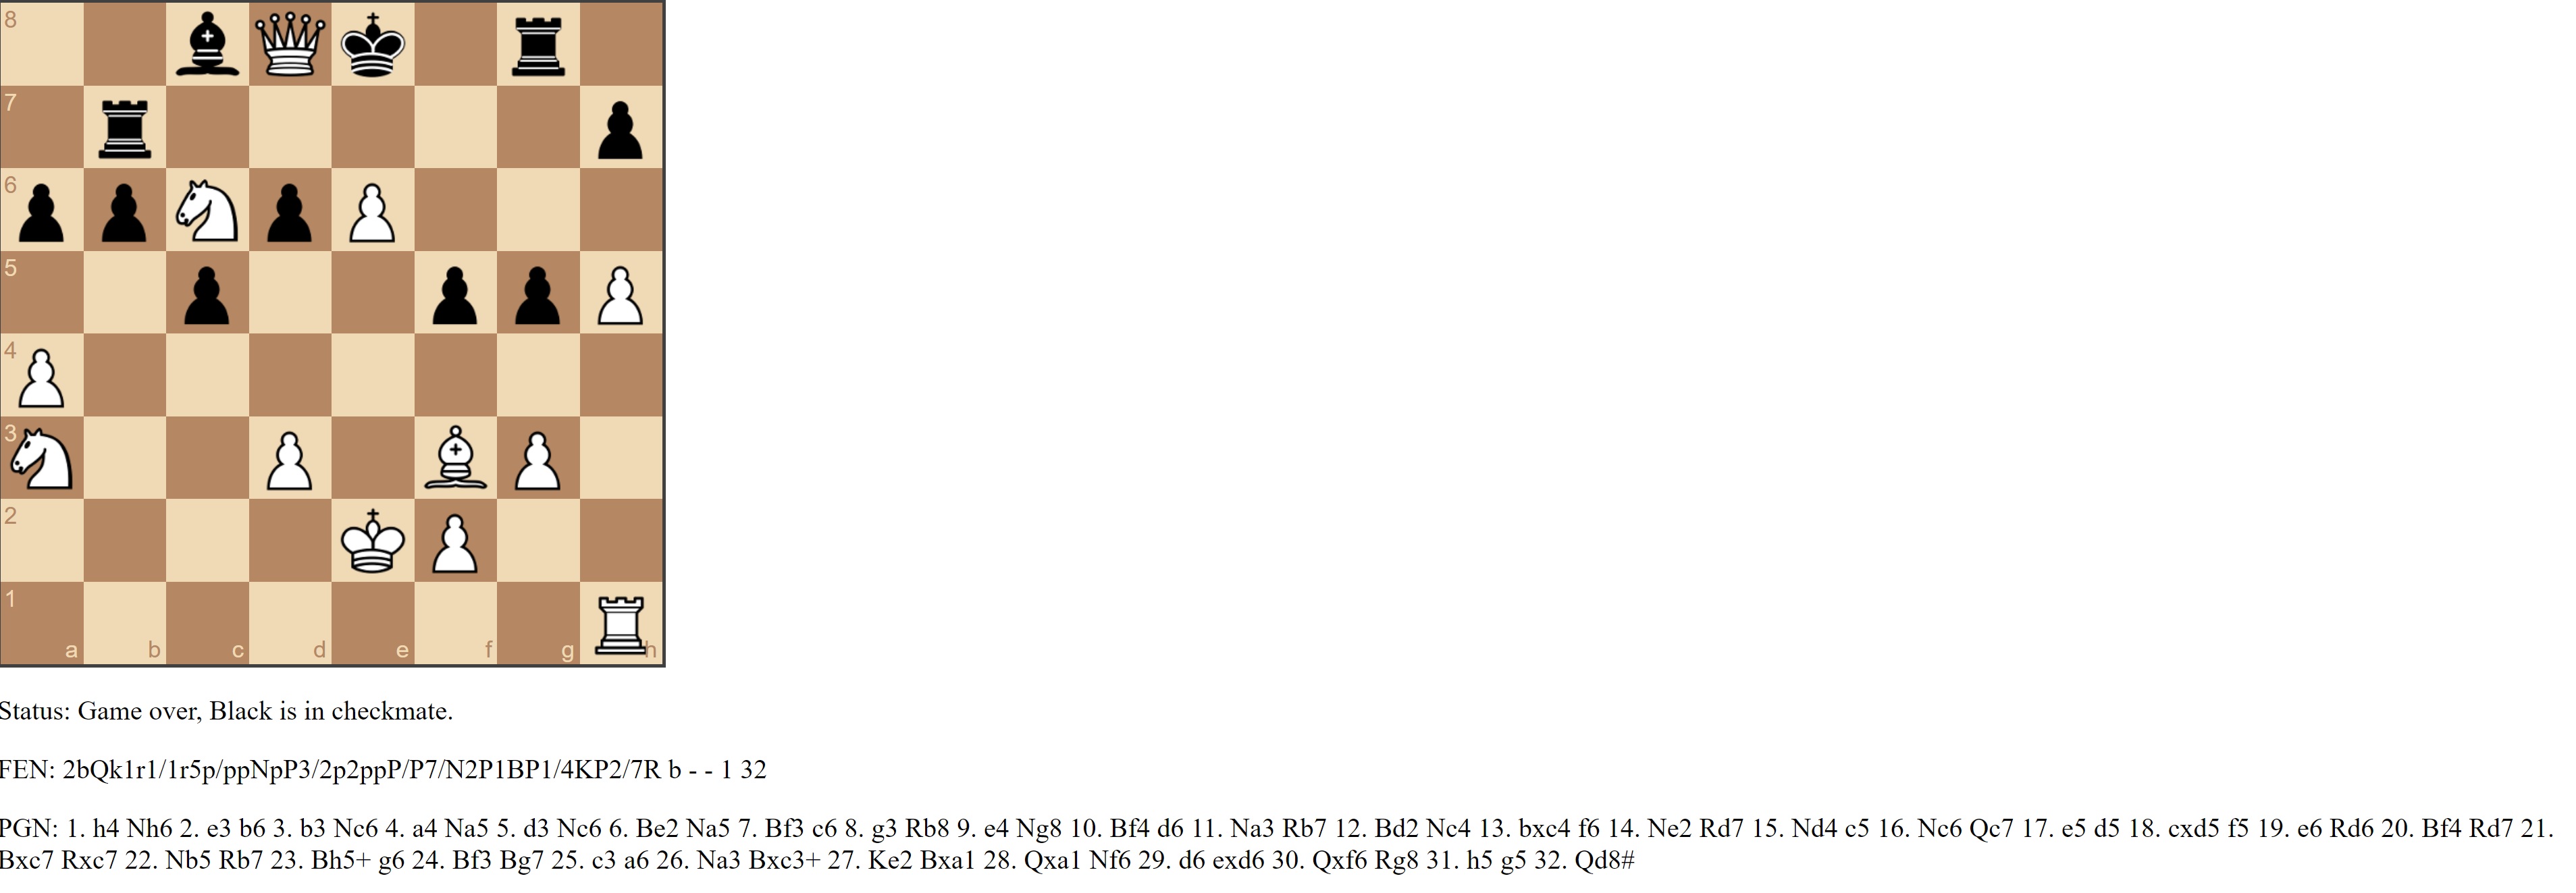 8
7
6
5
4
3
2
1
a b c d e f g h
Status: Game over, Black is in checkmate.
FEN: 2bQk1r1/1r5p/ppNpP3/2p2ppP/P7/N2P1BP1/4KP2/7R b - - 1 32
PGN: 1. h4 Nh6 2. e3 b6 3. b3 Nc6 4. a4 Na5 5. d3 Nc6 6. Be2 Na5 7. Bf3 c6 8. g3 Rb8 9. e4 Ng8 10. Bf4 d6 11. Na3 Rb7 12. Bd2 Nc4 13. bxc4 f6 14. Ne2 Rd7 15. Nd4 c5 16. Nc6 Qc7 17. e5 d5 18. cxd5 f5 19. e6 Rd6 20. Bf4 Rd7 21.
Bxc7 Rxc7 22. Nb5 Rb7 23. Bh5+ g6 24. Bf3 Bg7 25. c3 a6 26. Na3 Bxc3+ 27. Ke2 Bxa1 28. Qxa1 Nf6 29. d6 exd6 30. Qxf6 Rg8 31. h5 g5 32. Qd8#